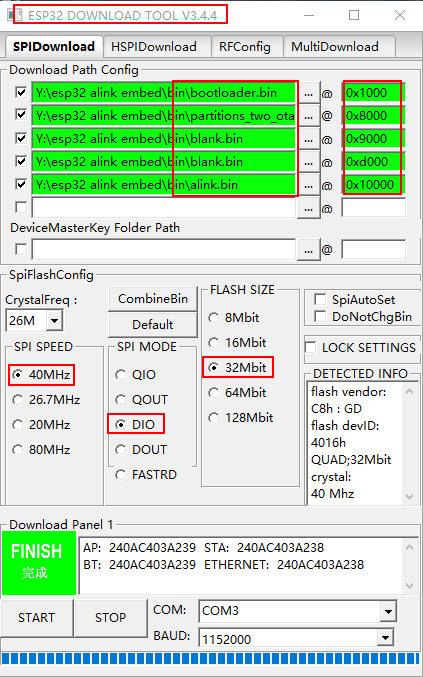 ESP32 DOWNLOAD TOOL V3.4.4
SPIDownload HSPIDownload RFConfig MultiDownload
Download Path Config
Y:\esp32 alink embed\bin\bootloader.bin ... @ 0x1000
Y:\esp32 alink embed\bin\partitions_two_ota ... @ 0x8000
Y:\esp32 alink embed\bin\blank.bin ... @ 0x9000
Y:\esp32 alink embed\bin\blank.bin ... @ 0xd000
Y:\esp32 alink embed\bin\alink.bin ... @ 0x10000
... @
DeviceMasterKey Folder Path
... @
SpiFlashConfig
CrystalFreq :
26M
CombineBin
Default
SPI SPEED
40MHz
26.7MHz
20MHz
80MHz
SPI MODE
QIO
QOUT
DIO
DOUT
FASTRD
FLASH SIZE
8Mbit
16Mbit
32Mbit
64Mbit
128Mbit
SpiAutoSet
DoNotChgBin
LOCK SETTINGS
DETECTED INFO
flash vendor:
C8h : GD
flash devID:
4016h
QUAD;32Mbit
crystal:
40 Mhz
Download Panel 1
FINISH
完成
AP: 240AC403A239 STA: 240AC403A238
BT: 240AC403A239 ETHERNET: 240AC403A238
START STOP
COM: COM3
BAUD: 1152000